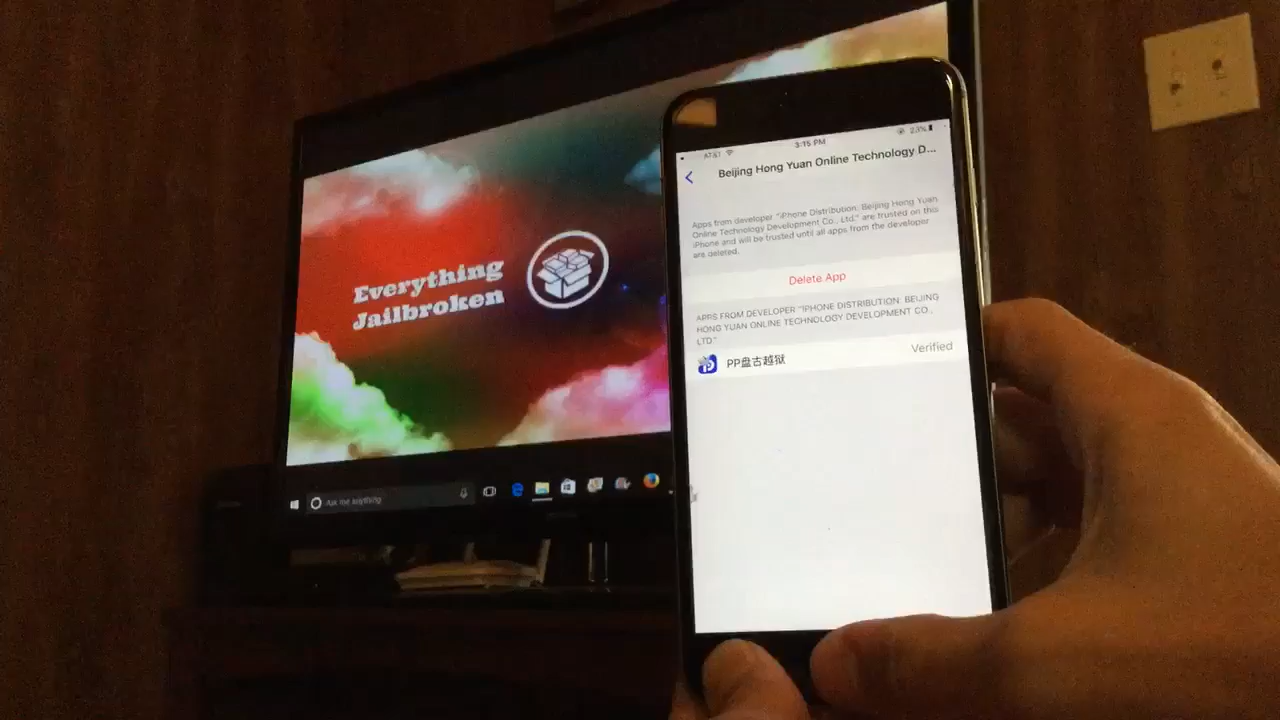 Everything
Jailbroken
Ask me anything
AT&T
3:15 PM
23%
Beijing Hong Yuan Online Technology D...
Apps from developer "iPhone Distribution: Beijing Hong Yuan
Online Technology Development Co., Ltd." are trusted on this
iPhone and will be trusted until all apps from the developer
are deleted.
Delete App
APPS FROM DEVELOPER "IPHONE DISTRIBUTION: BEIJING
HONG YUAN ONLINE TECHNOLOGY DEVELOPMENT CO.,
LTD."
PP盘古越狱
Verified